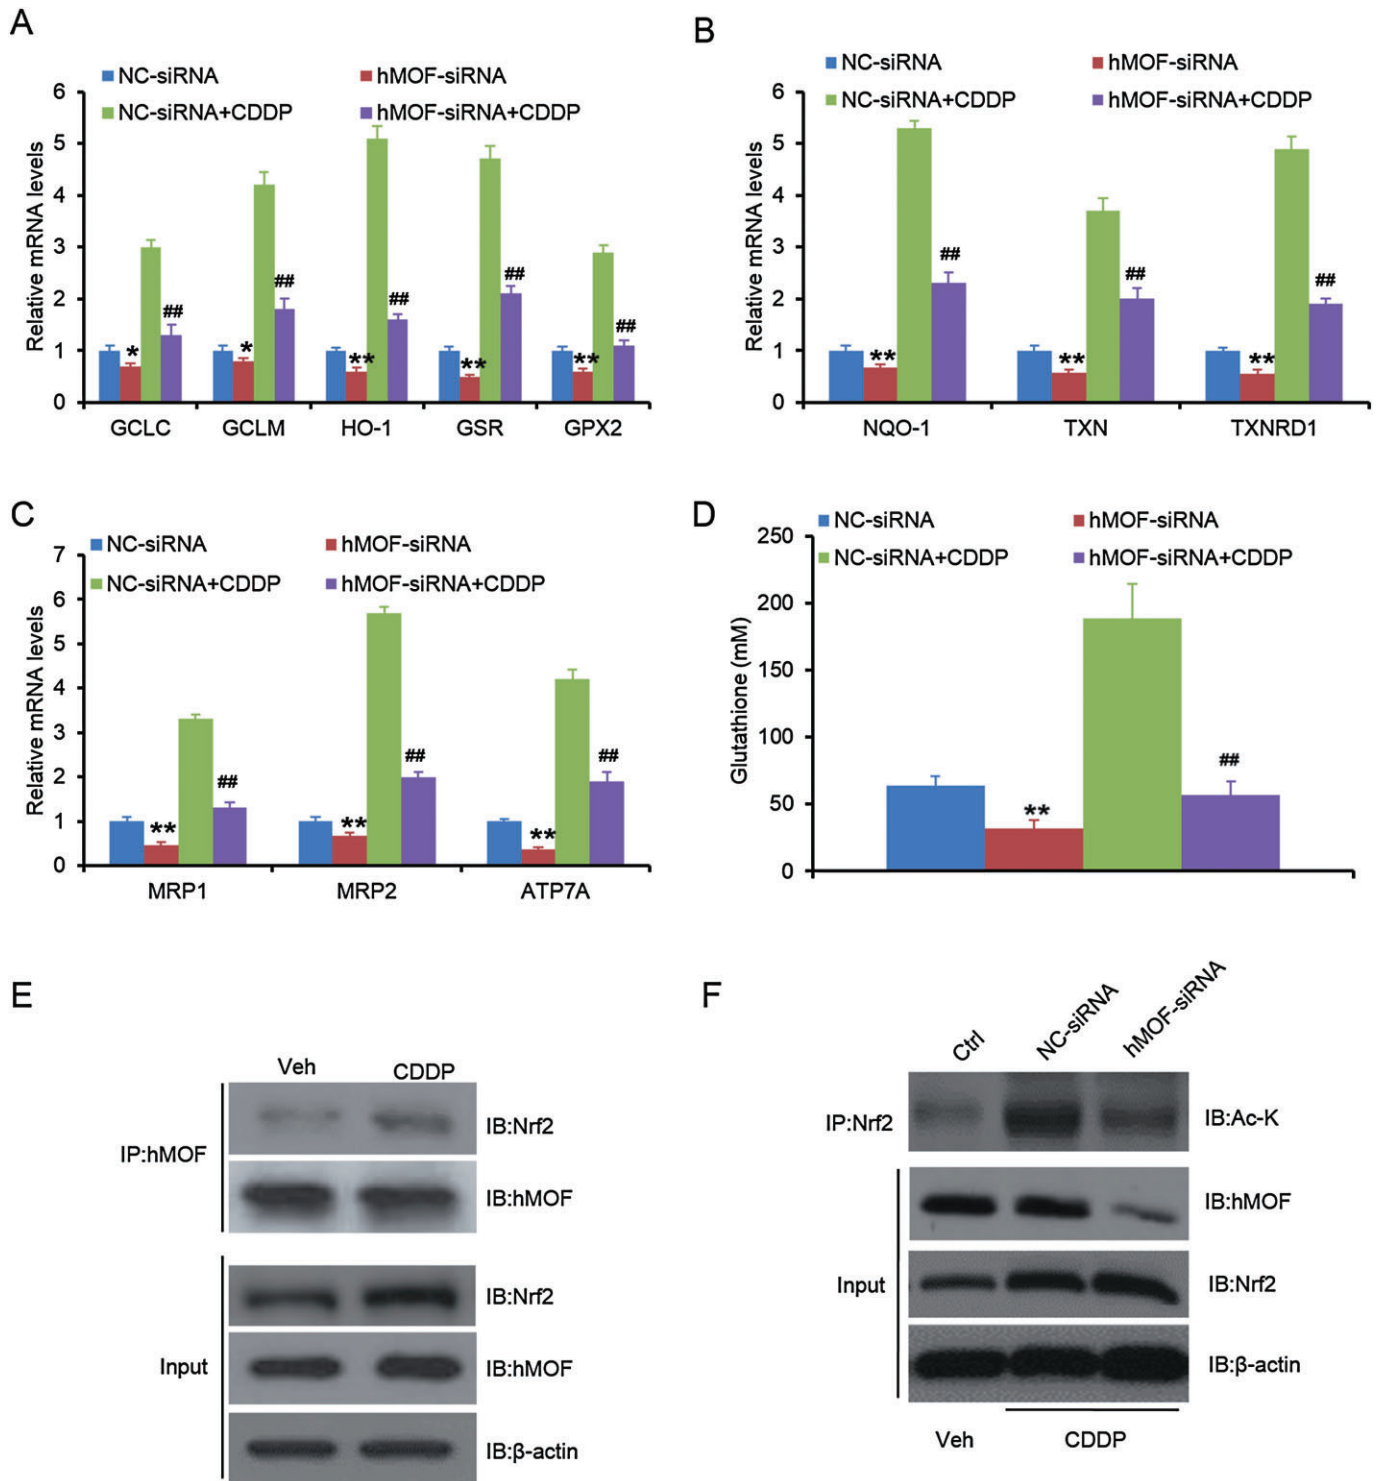 A
NC-siRNA hMOF-siRNA
NC-siRNA+CDDP hMOF-siRNA+CDDP
Relative mRNA levels
6
5
4
3
2
1
0
## ## ## ## ##
* * ** ** **
GCLC GCLM HO-1 GSR GPX2
B
NC-siRNA hMOF-siRNA
NC-siRNA+CDDP hMOF-siRNA+CDDP
Relative mRNA levels
6
5
4
3
2
1
0
## ## ##
** ** **
NQO-1 TXN TXNRD1
C
NC-siRNA hMOF-siRNA
NC-siRNA+CDDP hMOF-siRNA+CDDP
Relative mRNA levels
7
6
5
4
3
2
1
0
## ## ##
** ** **
MRP1 MRP2 ATP7A
D
NC-siRNA hMOF-siRNA
NC-siRNA+CDDP hMOF-siRNA+CDDP
Glutathione (mM)
250
200
150
100
50
0
** ##
E
Veh CDDP
IP:hMOF
IB:Nrf2
IB:hMOF
Input
IB:Nrf2
IB:hMOF
IB:β-actin
F
Ctrl NC-siRNA hMOF-siRNA
IP:Nrf2 IB:Ac-K
Input
IB:hMOF
IB:Nrf2
IB:β-actin
Veh CDDP